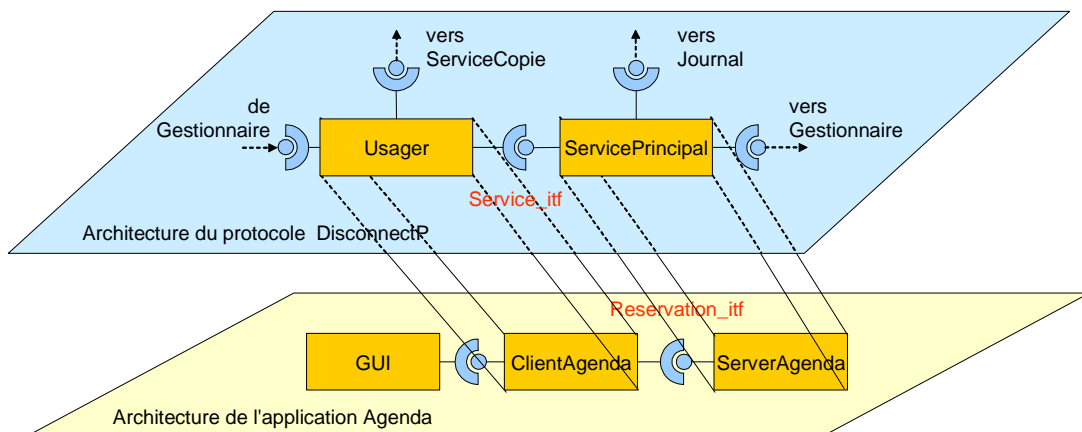 vers
ServiceCopie
vers
Journal
de
Gestionnaire
vers
Gestionnaire
Usager
ServicePrincipal
Service_itf
Architecture du protocole DisconnectP
Reservation_itf
GUI
ClientAgenda
ServerAgenda
Architecture de l'application Agenda